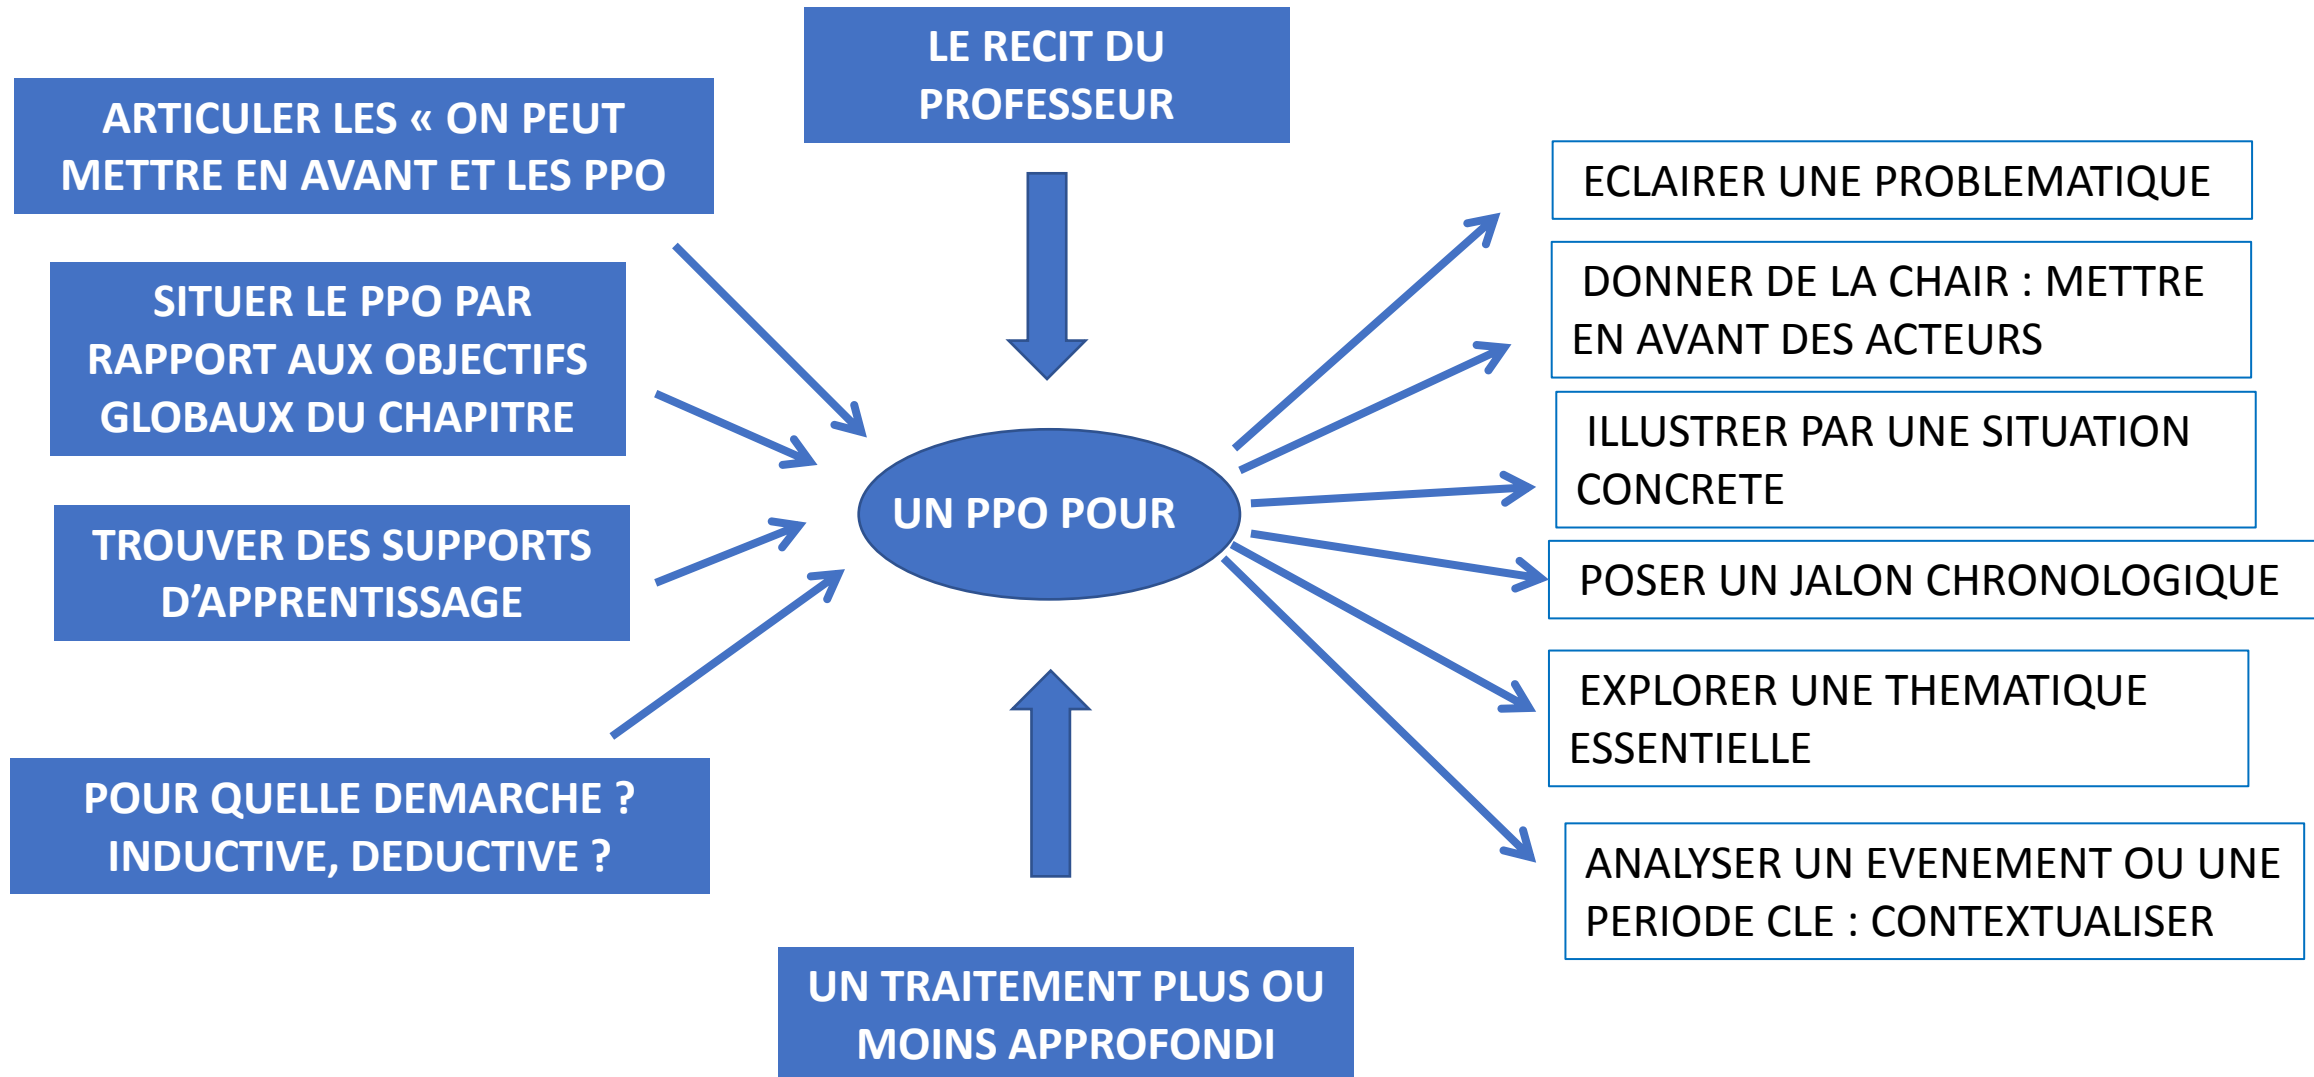 LE RECIT DU
PROFESSEUR
ARTICULER LES « ON PEUT
METTRE EN AVANT ET LES PPO
SITUER LE PPO PAR
RAPPORT AUX OBJECTIFS
GLOBAUX DU CHAPITRE
TROUVER DES SUPPORTS
D’APPRENTISSAGE
POUR QUELLE DEMARCHE ?
INDUCTIVE, DEDUCTIVE ?
UN PPO POUR
UN TRAITEMENT PLUS OU
MOINS APPROFONDI
ECLAIRER UNE PROBLEMATIQUE
DONNER DE LA CHAIR : METTRE
EN AVANT DES ACTEURS
ILLUSTRER PAR UNE SITUATION
CONCRETE
POSER UN JALON CHRONOLOGIQUE
EXPLORER UNE THEMATIQUE
ESSENTIELLE
ANALYSER UN EVENEMENT OU UNE
PERIODE CLE : CONTEXTUALISER